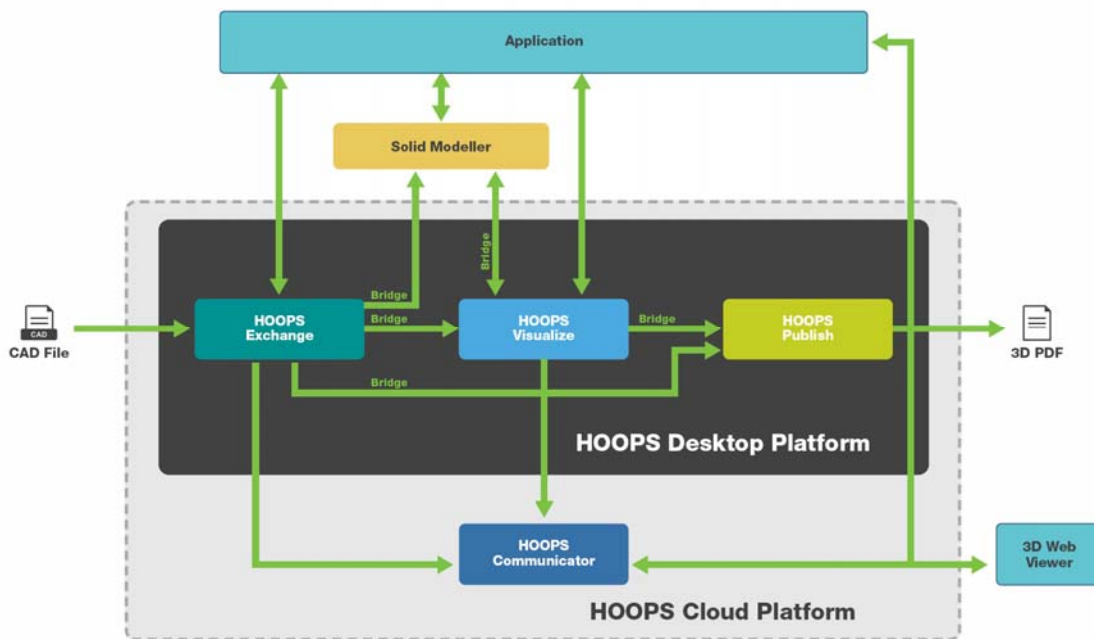 Application
Solid Modeller
Bridge
Bridge
HOOPS
Exchange
Bridge
HOOPS
Visualize
Bridge
HOOPS
Publish
CAD
CAD File
3D PDF
Bridge
HOOPS Desktop Platform
HOOPS
Communicator
3D Web
Viewer
HOOPS Cloud Platform